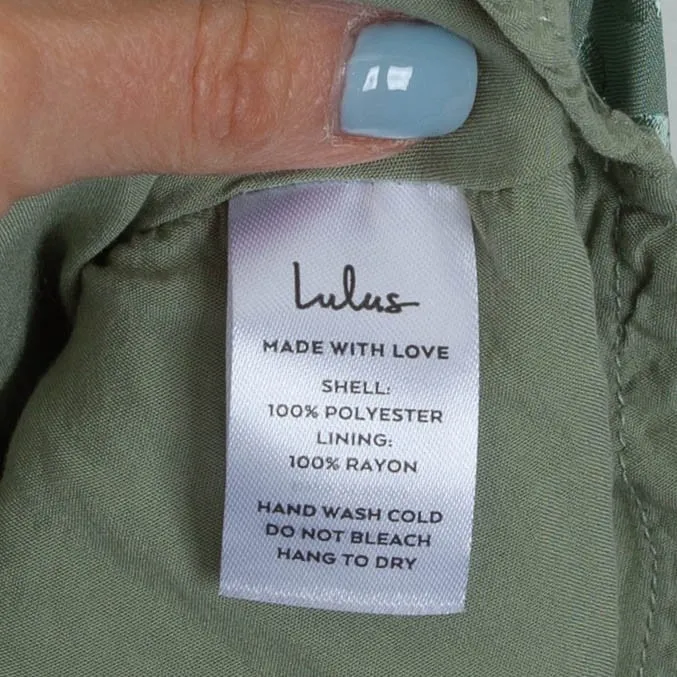 Lulus
MADE WITH LOVE
SHELL:
100% POLYESTER
LINING:
100% RAYON
HAND WASH COLD
DO NOT BLEACH
HANG TO DRY